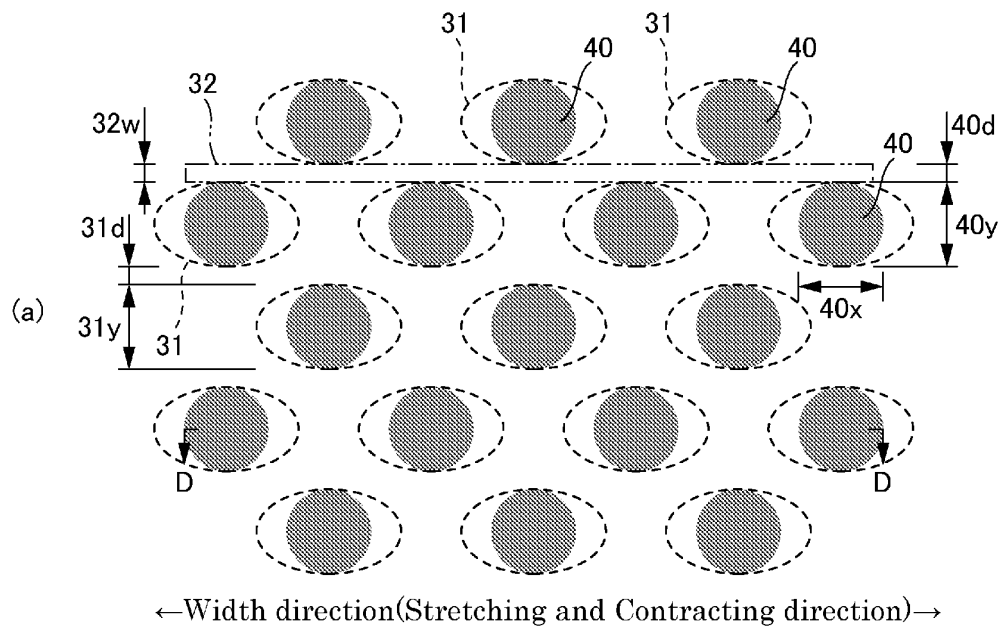 31 31
40 40
32
32w 40d
40
31d 40y
(a)
31y 31 40x
D D
←Width direction(Stretching and Contracting direction)→